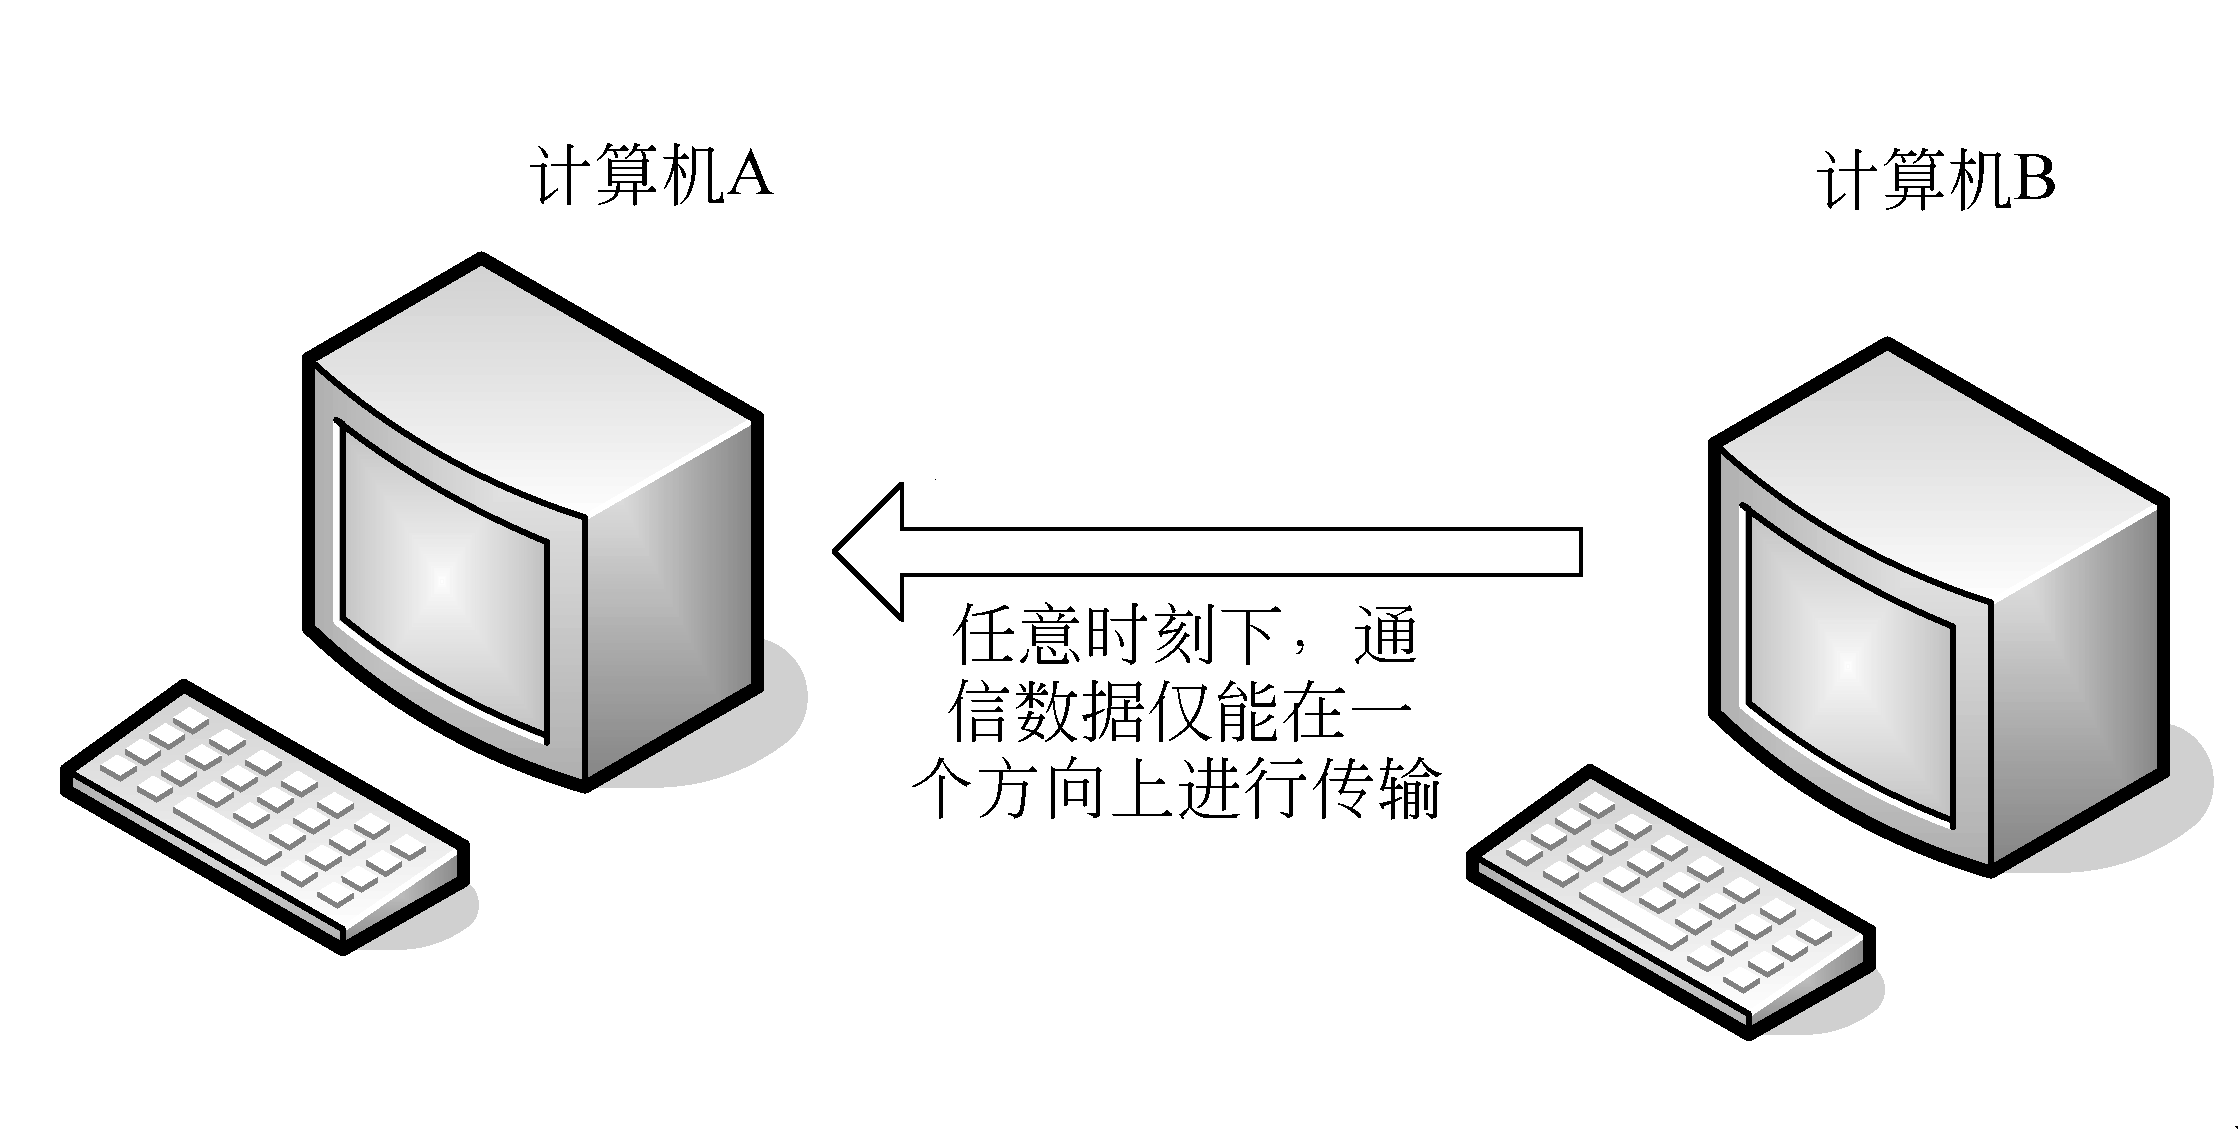 计算机A
计算机B
任意时刻下，通
信数据仅能在一
个方向上进行传输